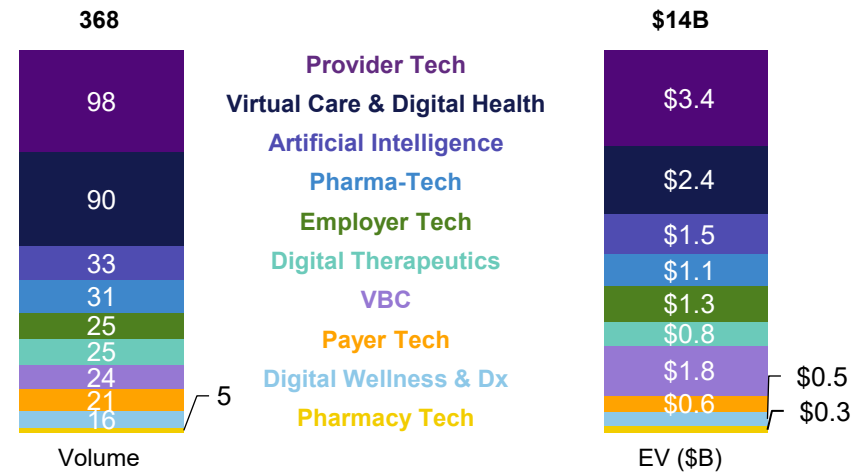 368
$14B
98
90
33
31
25
25
24
21
16
5
Provider Tech
Virtual Care & Digital Health
Artificial Intelligence
Pharma-Tech
Employer Tech
Digital Therapeutics
VBC
Payer Tech
Digital Wellness & Dx
Pharmacy Tech
$3.4
$2.4
$1.5
$1.1
$1.3
$0.8
$1.8
$0.6
$0.5
$0.3
Volume
EV ($B)